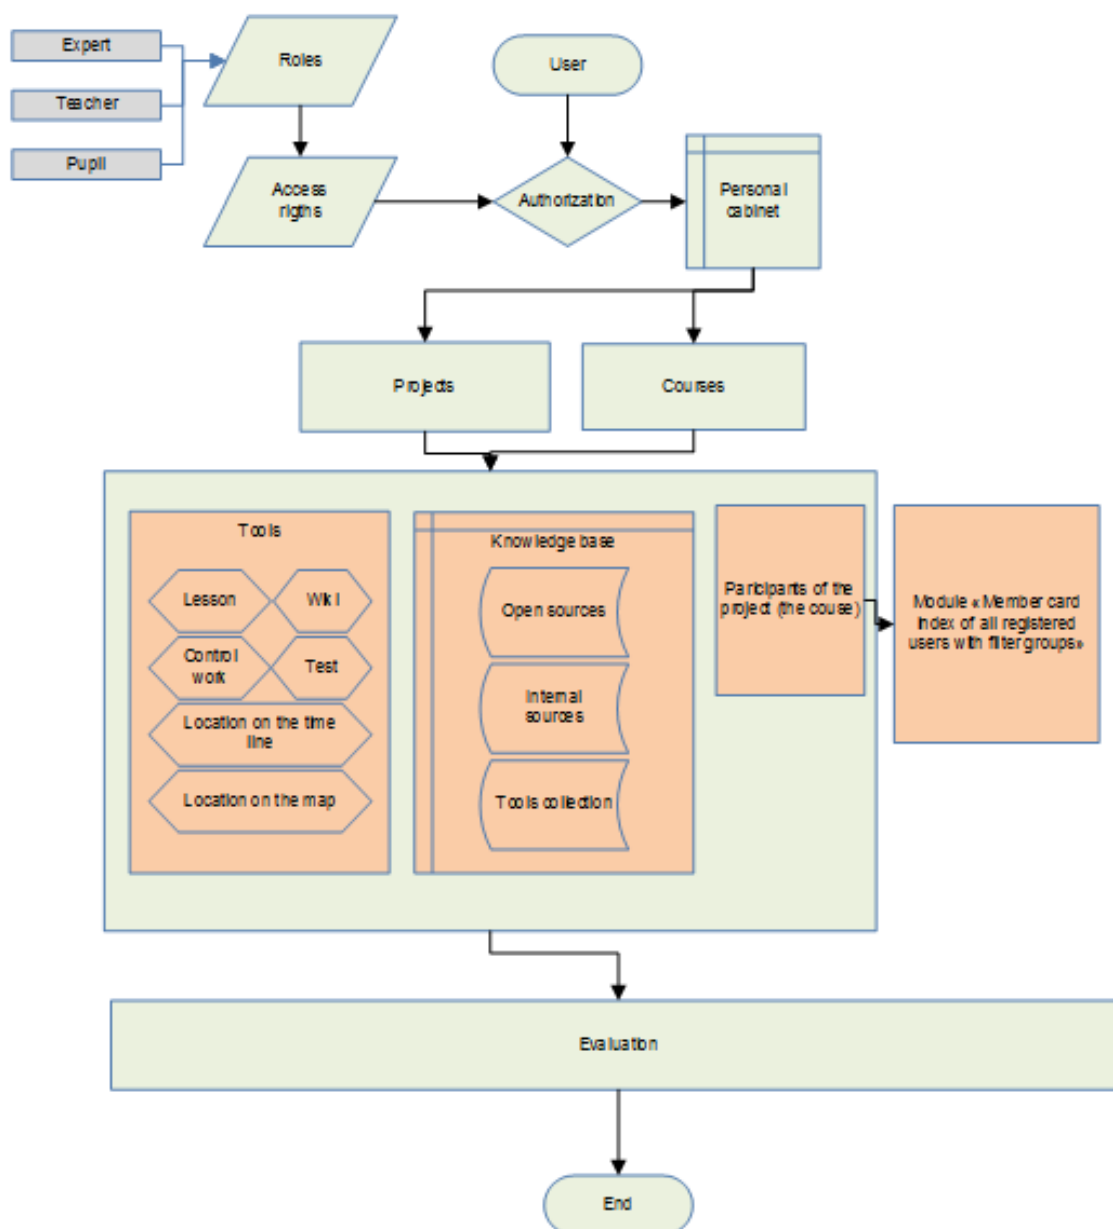 Expert
Teacher
Pupil
Roles
User
Access
rigths
Authorization
Personal
cabinet
Projects
Courses
Tools
Lesson
Wiki
Control
work
Test
Location on the time
line
Location on the map
Knowledge base
Open sources
Internal
sources
Tools collection
Paricipants of the
project (the couse)
Module «Member card
index of all registered
users with filter groups»
Evaluation
End